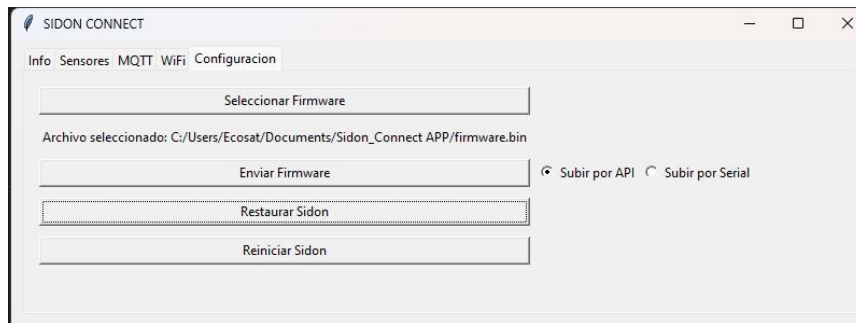 SIDON CONNECT
Info Sensores MQTT WiFi Configuracion
Seleccionar Firmware
Archivo seleccionado: C:/Users/Ecosat/Documents/Sidon_Connect APP/firmware.bin
Enviar Firmware Subir por API Subir por Serial
Restaurar Sidon
Reiniciar Sidon